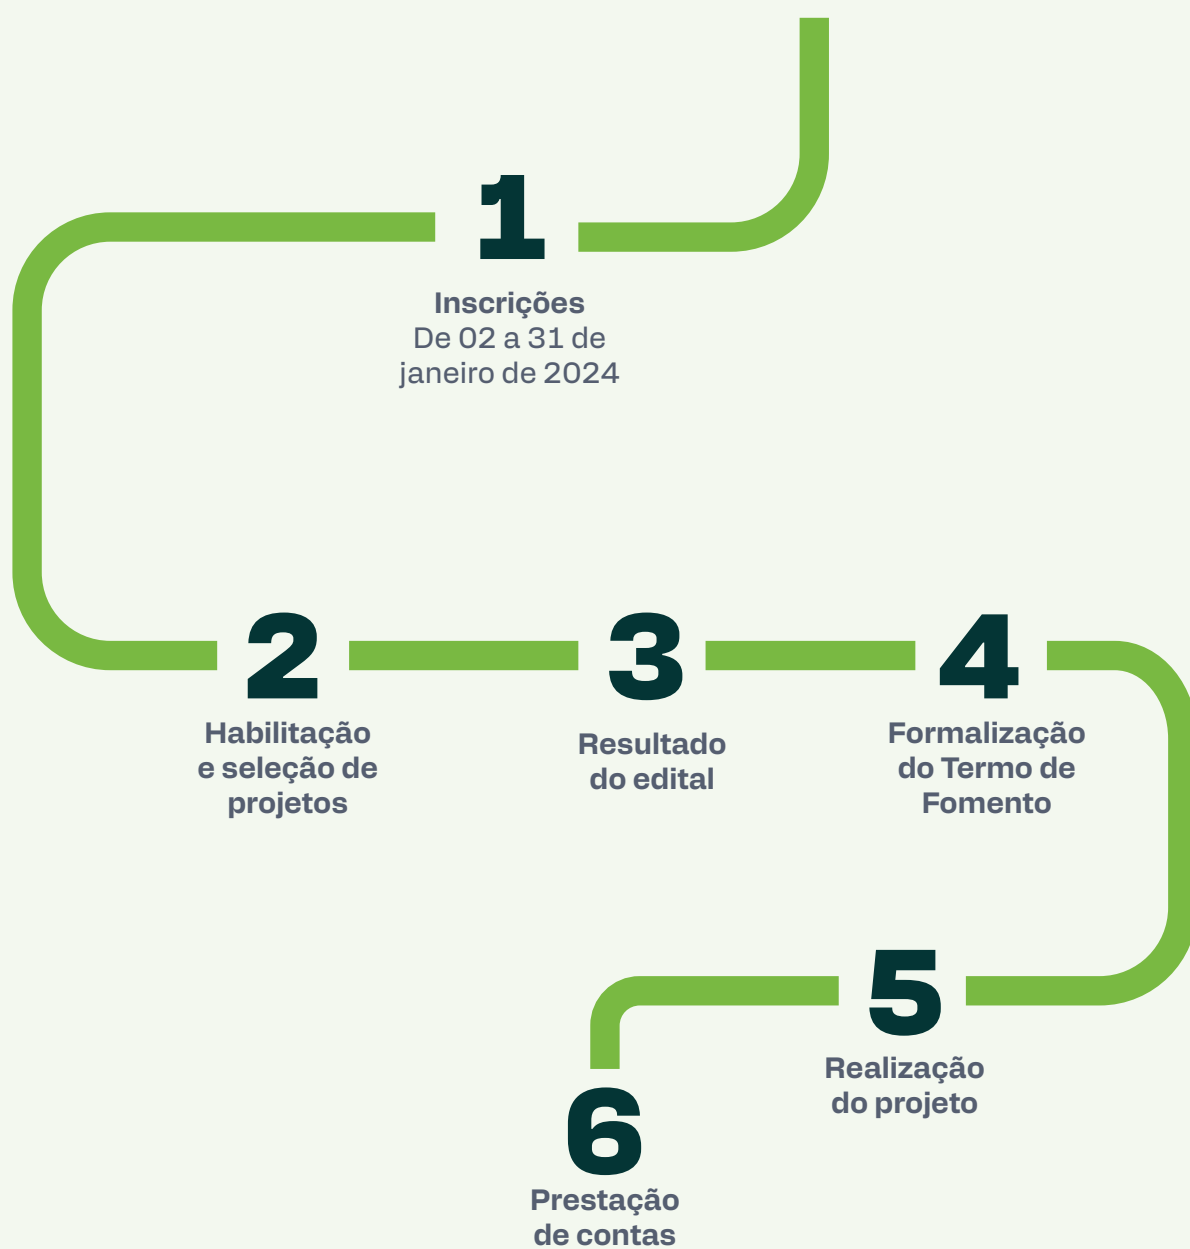 1
Inscrições
De 02 a 31 de
janeiro de 2024
2
Habilitação
e seleção de
projetos
3
Resultado
do edital
4
Formalização
do Termo de
Fomento
5
Realização
do projeto
6
Prestação
de contas